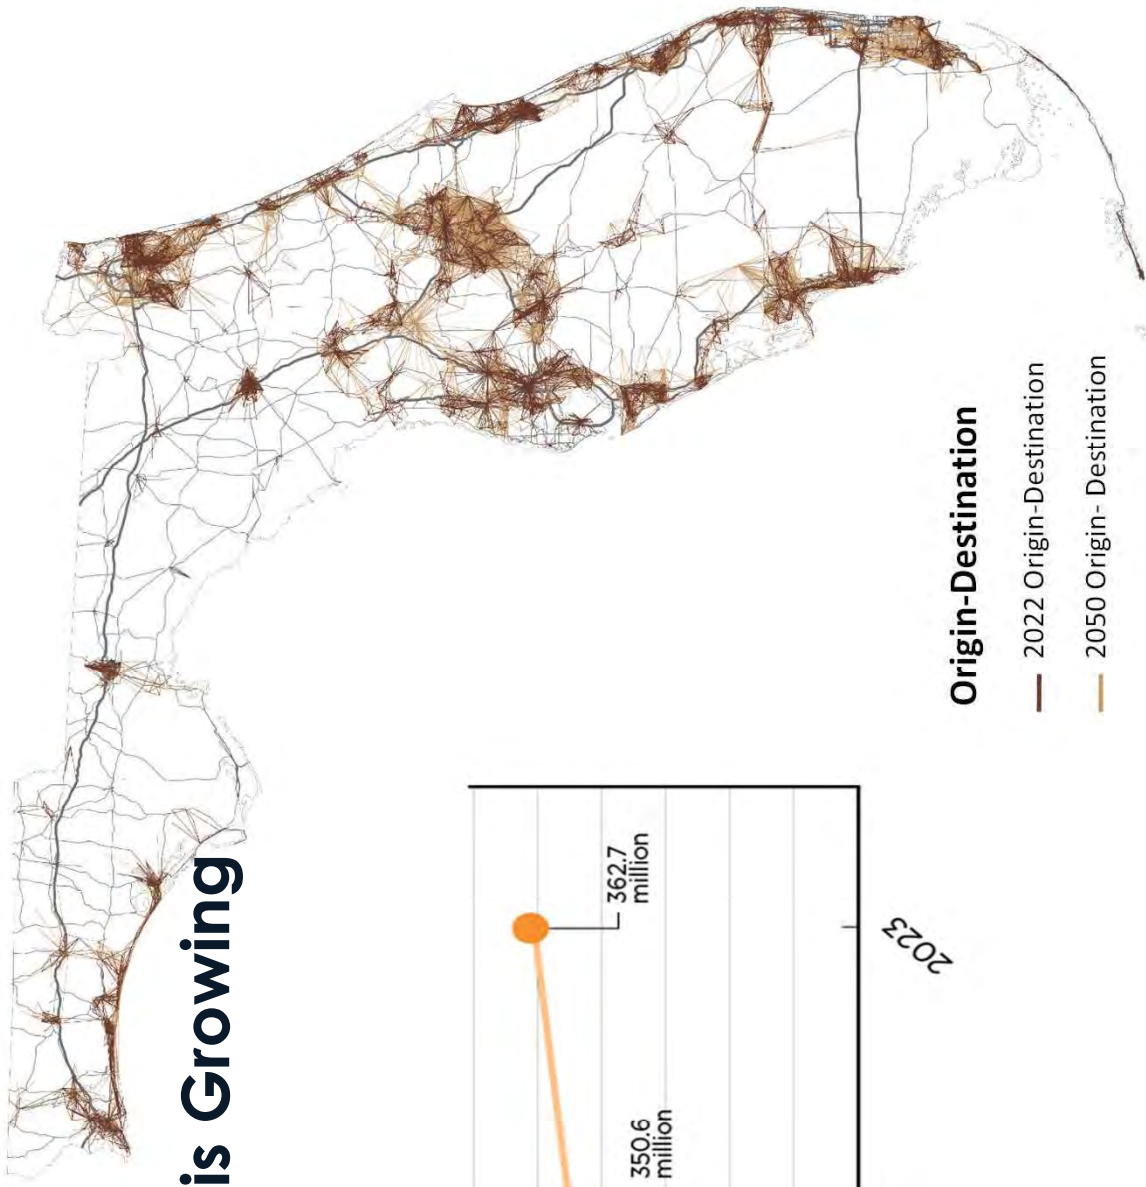 is Growing
350.6
million
362.7
million
2023
Origin-Destination
2022 Origin-Destination
2050 Origin- Destination